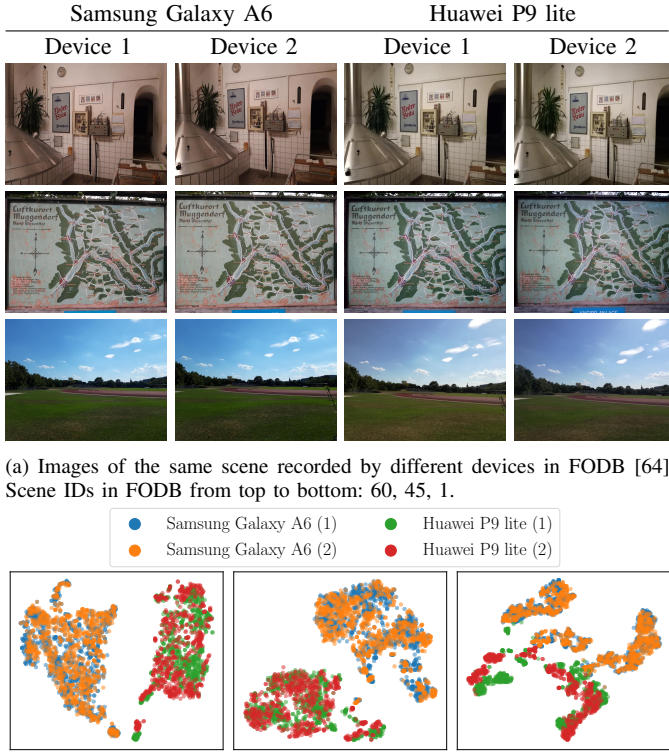 Samsung Galaxy A6 Huawei P9 lite
Device 1 Device 2 Device 1 Device 2
Luftkurort
Muggendorf
Luftkurort
Muggendorf
Luftkurort
Muggendorf
Luftkurort
Muggendorf
(a) Images of the same scene recorded by different devices in FODB [64]
Scene IDs in FODB from top to bottom: 60, 45, 1.
Samsung Galaxy A6 (1) Huawei P9 lite (1)
Samsung Galaxy A6 (2) Huawei P9 lite (2)